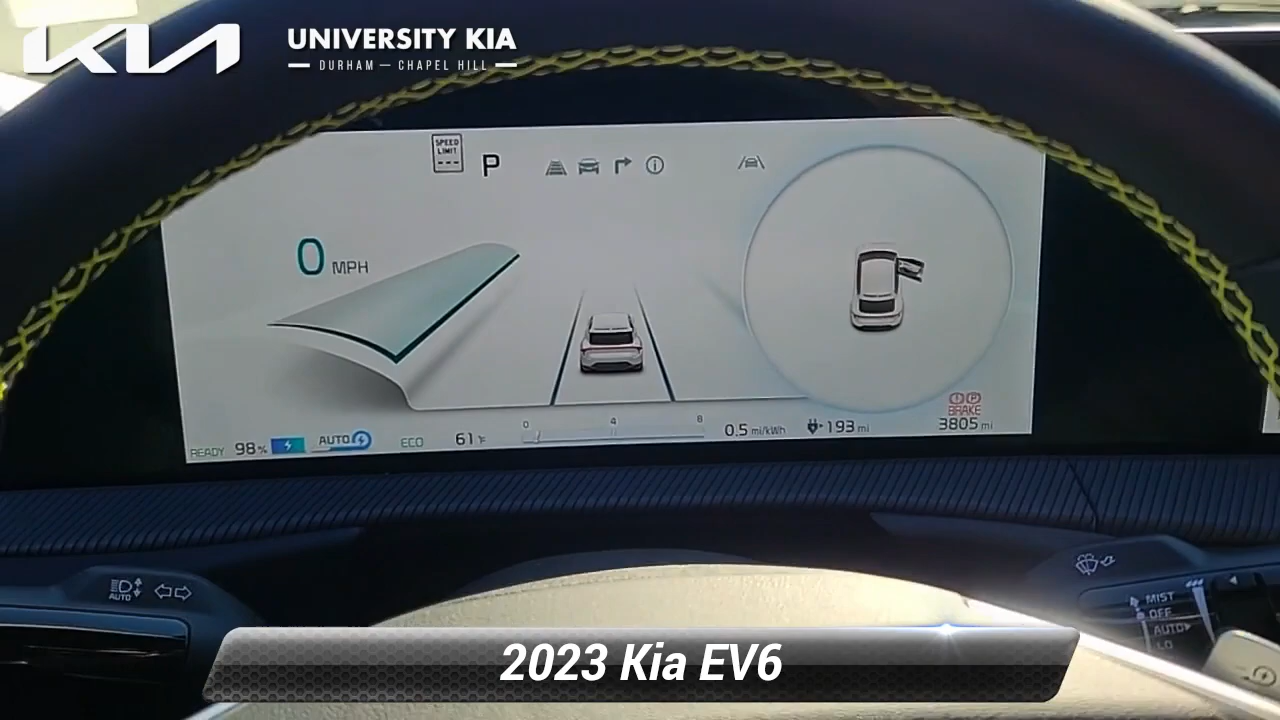 KIA
UNIVERSITY KIA
DURHAM — CHAPEL HILL
SPEED
LIMIT
---
P
0 MPH
0 4 8
READY 98% AUTO ECO 61°F 0.5 mi/kWh 193 mi
BRAKE
3805 mi
AUTO
MIST
OFF
AUTO
LO
2023 Kia EV6